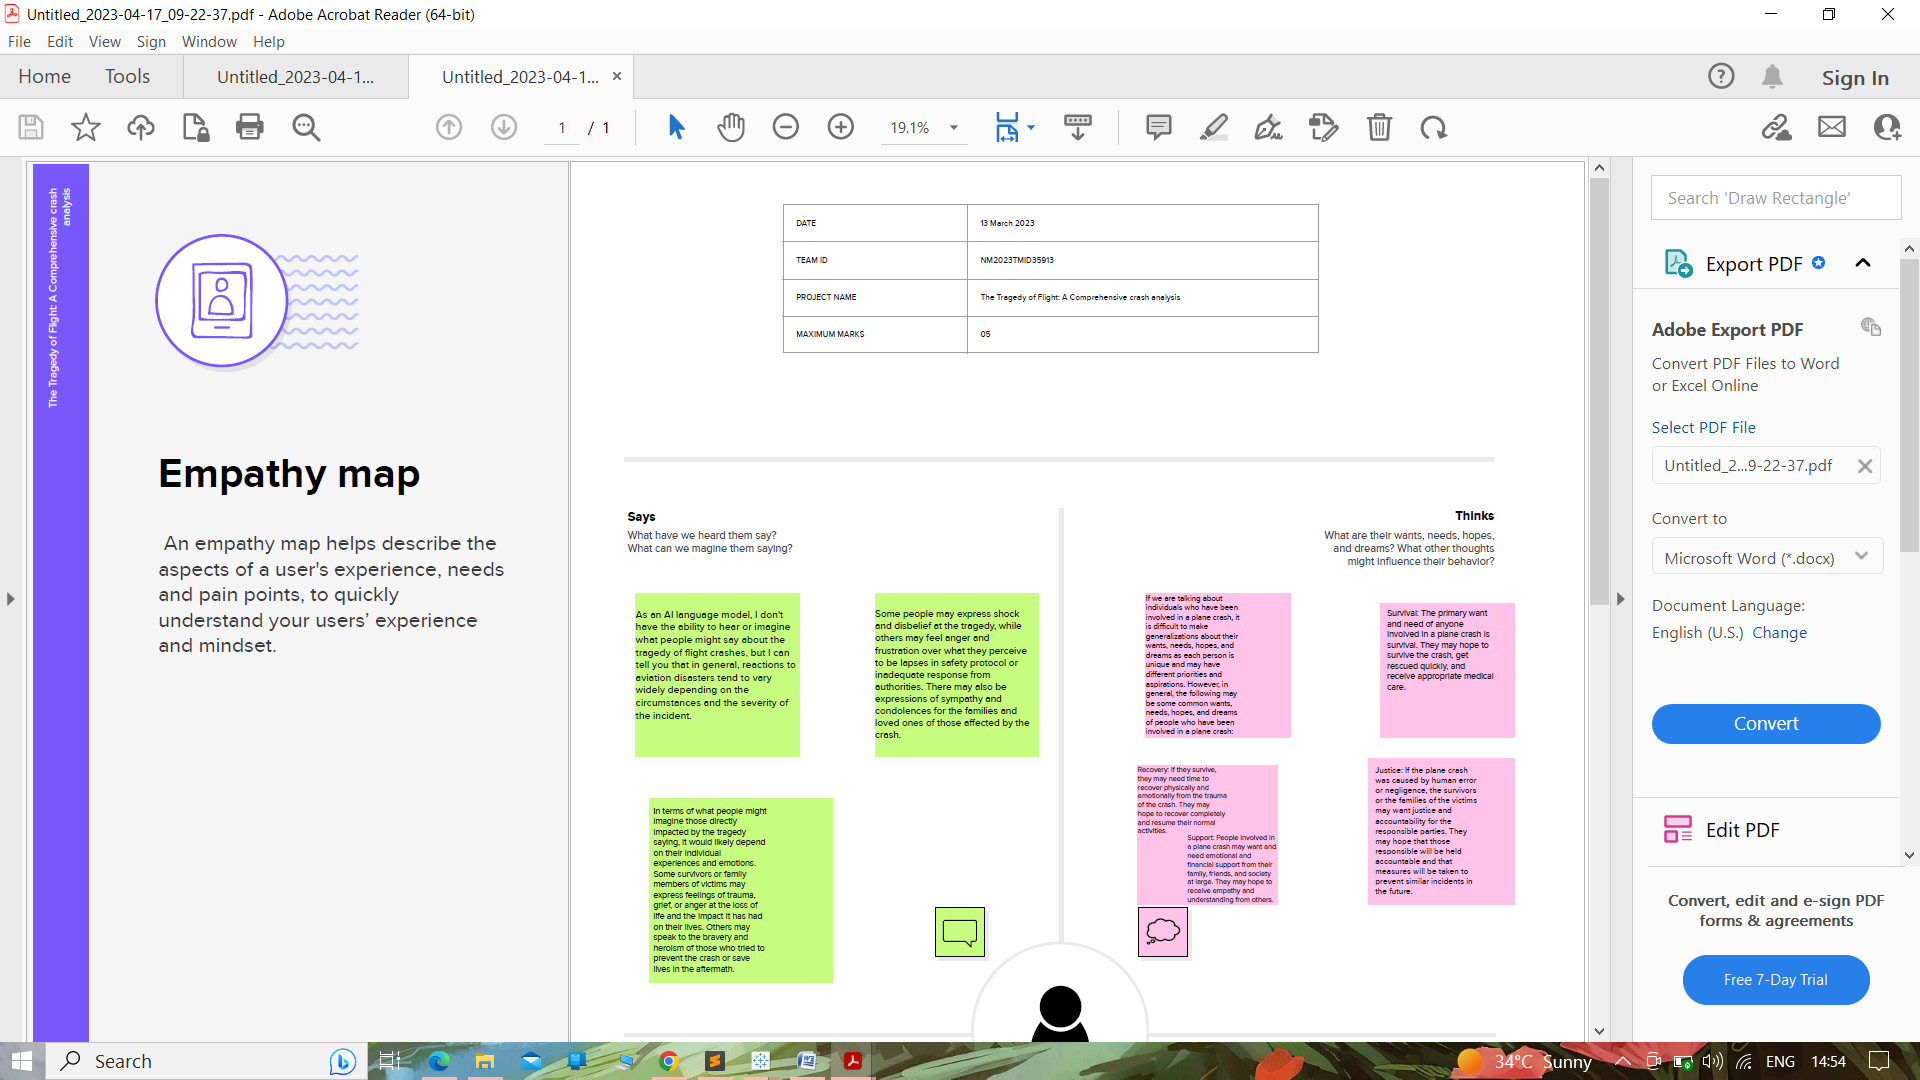 Untitled_2023-04-17_09-22-37.pdf - Adobe Acrobat Reader (64-bit)
File Edit View Sign Window Help
Home Tools Untitled_2023-04-1... Untitled_2023-04-1... Sign In
1 / 1 19.1%
The Tragedy of Flight: A Comprehensive crash
analysis
Empathy map
An empathy map helps describe the
aspects of a user's experience, needs
and pain points, to quickly
understand your users’ experience
and mindset.
DATE 13 March 2023
TEAM ID NM2023TMID35913
PROJECT NAME The Tragedy of Flight: A Comprehensive crash analysis
MAXIMUM MARKS 05
Says
What have we heard them say?
What can we magine them saying?
Thinks
What are their wants, needs, hopes,
and dreams? What other thoughts
might influence their behavior?
As an AI language model, I don't
have the ability to hear or imagine
what people might say about the
tragedy of flight crashes, but I can
tell you that in general, reactions to
aviation disasters tend to vary
widely depending on the
circumstances and the severity of
the incident.
Some people may express shock
and disbelief at the tragedy, while
others may feel anger and
frustration over what they perceive
to be lapses in safety protocol or
inadequate response from
authorities. There may also be
expressions of sympathy and
condolences for the families and
loved ones of those affected by the
crash.
In terms of what people might
imagine those directly
impacted by the tragedy
saying, it would likely depend
on their individual
experiences and emotions.
Some survivors or family
members of victims may
express feelings of trauma,
grief, or anger at the loss of
life and the impact it has had
on their lives. Others may
speak to the bravery and
heroism of those who tried to
prevent the crash or save
lives in the aftermath.
If we are talking about
individuals who have been
involved in a plane crash, it
is difficult to make
generalizations about their
wants, needs, hopes, and
dreams as each person is
unique and may have
different priorities and
aspirations. However, in
general, the following may
be some common wants,
needs, hopes, and dreams
of people who have been
involved in a plane crash:
Survival: The primary want
and need of anyone
involved in a plane crash is
survival. They may hope to
survive the crash, get
rescued quickly, and
receive appropriate medical
care.
Recovery: If they survive,
they may need time to
recover physically and
emotionally from the trauma
of the crash. They may
hope to recover completely
and resume their normal
activities.
Support: People involved in
a plane crash may want and
need emotional and
financial support from their
family, friends, and society
at large. They may hope to
receive empathy and
understanding from others.
Justice: If the plane crash
was caused by human error
or negligence, the survivors
or the families of the victims
may want justice and
accountability for the
responsible parties. They
may hope that those
responsible will be held
accountable and that
measures will be taken to
prevent similar incidents in
the future.
Search 'Draw Rectangle'
Export PDF
Adobe Export PDF
Convert PDF Files to Word
or Excel Online
Select PDF File
Untitled_2...9-22-37.pdf
Convert to
Microsoft Word (*.docx)
Document Language:
English (U.S.) Change
Convert
Edit PDF
Convert, edit and e-sign PDF
forms & agreements
Free 7-Day Trial
Search 34°C Sunny ENG 14:54